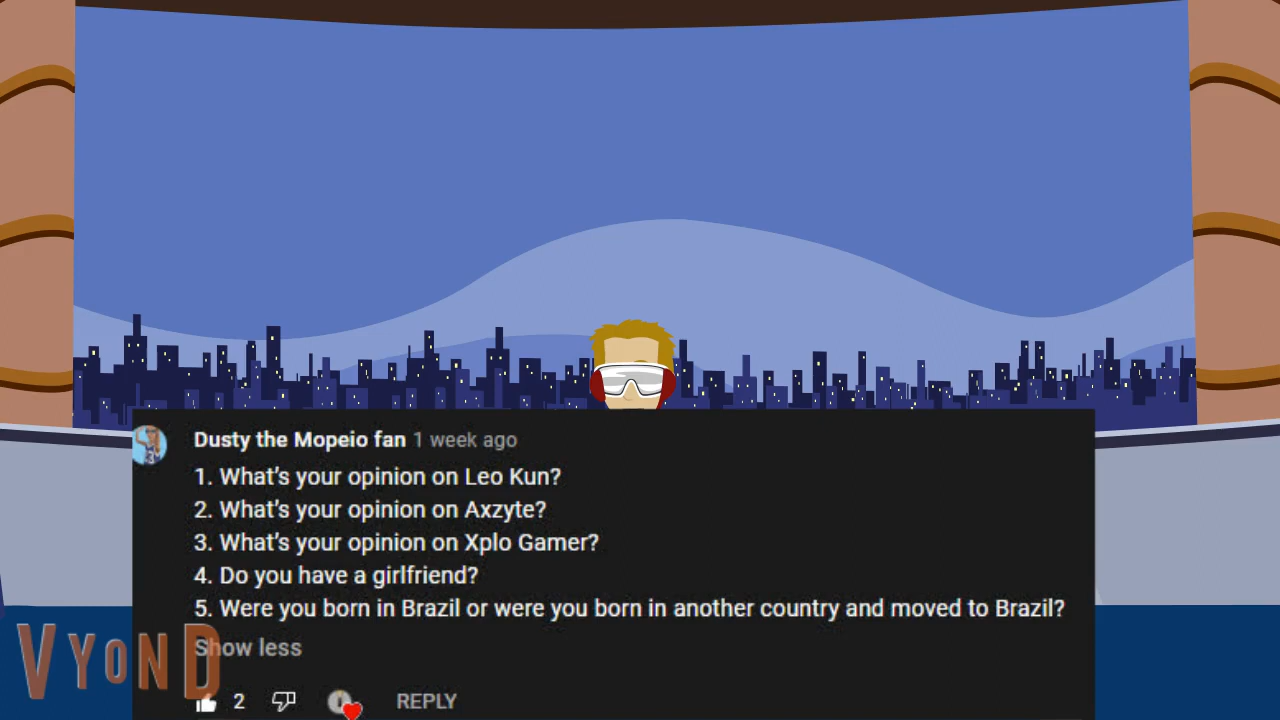 Dusty the Mopeio fan 1 week ago
1. What's your opinion on Leo Kun?
2. What's your opinion on Axzyte?
3. What's your opinion on Xplo Gamer?
4. Do you have a girlfriend?
5. Were you born in Brazil or were you born in another country and moved to Brazil?
Show less
2 REPLY
VYOND